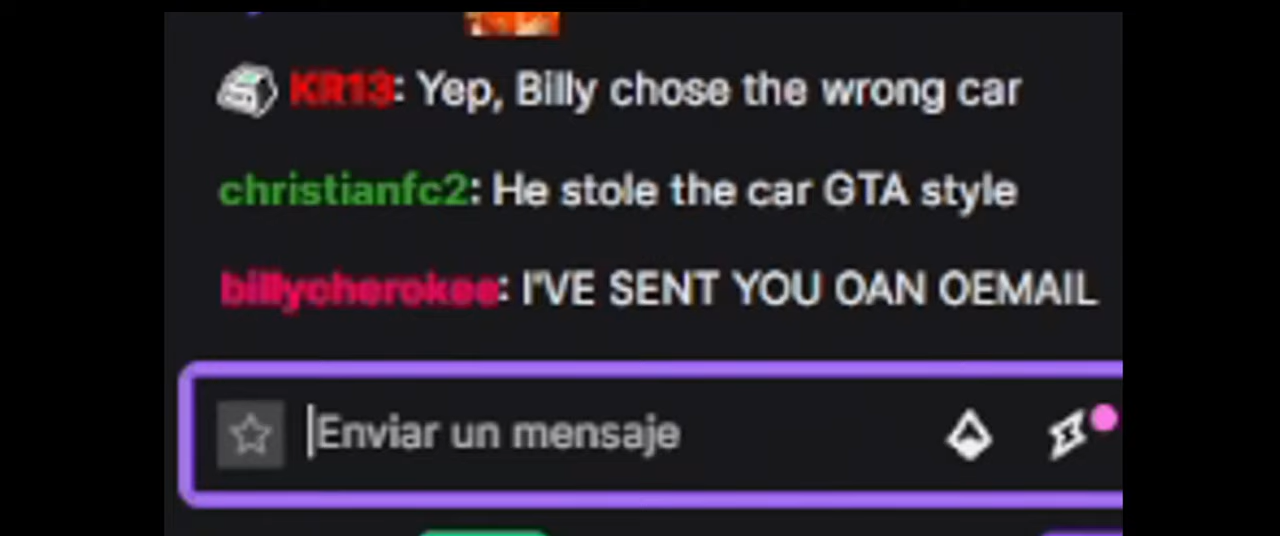 KR13: Yep, Billy chose the wrong car
christianfc2: He stole the car GTA style
billycherokee: I'VE SENT YOU OAN OEMAIL
Enviar un mensaje